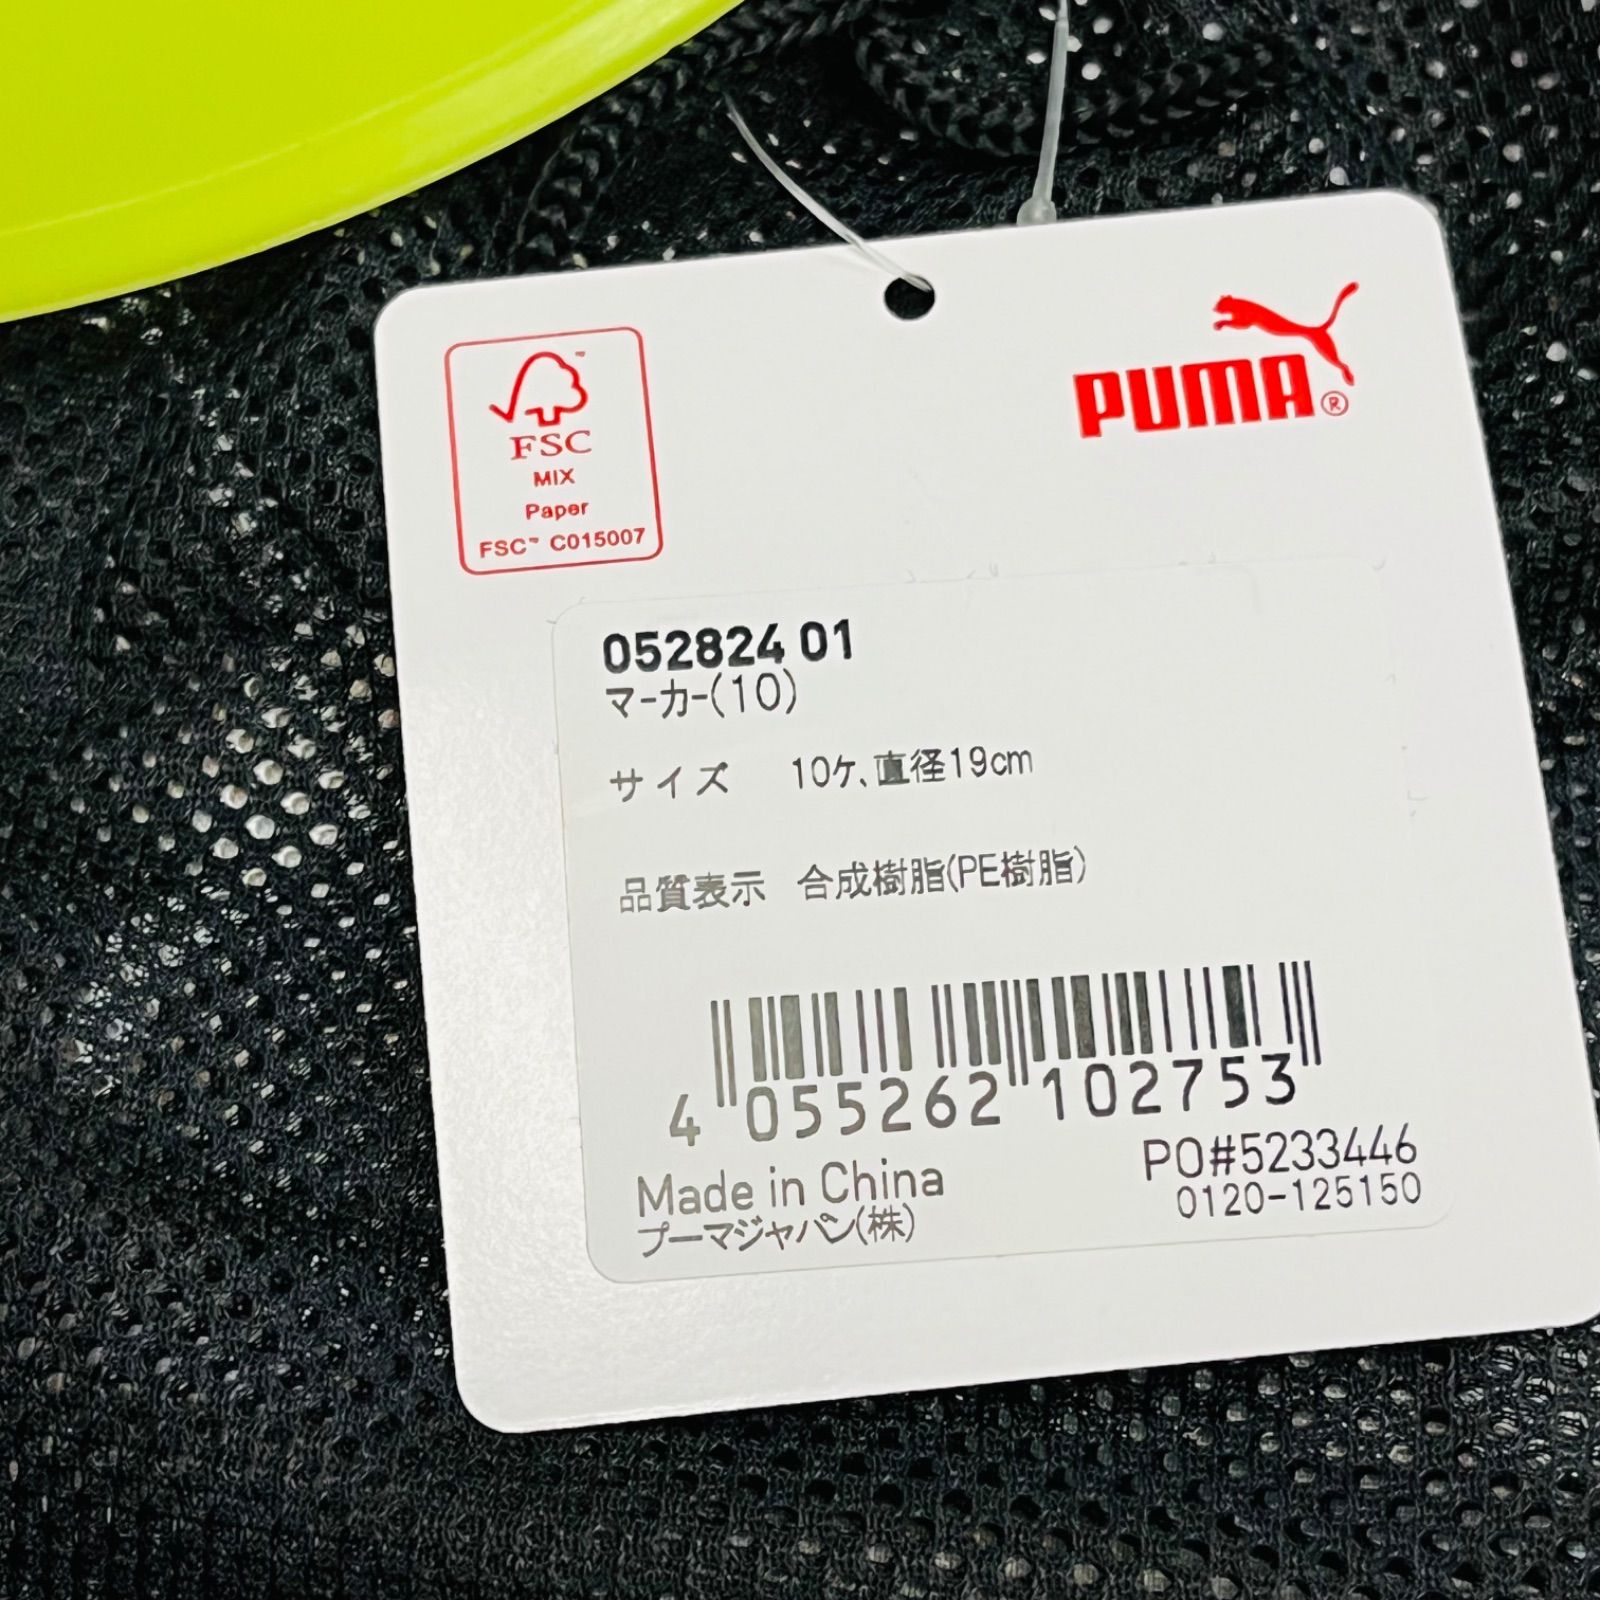 FSC™
MIX
Paper
FSC™ C015007
PUMA®
052824 01
マーカー(10)
サイズ 10ケ、直径19cm
品質表示 合成樹脂(PE樹脂)
4 055262 102753
Made in China
PO#5233446
プーマジャパン(株)
0120-125150